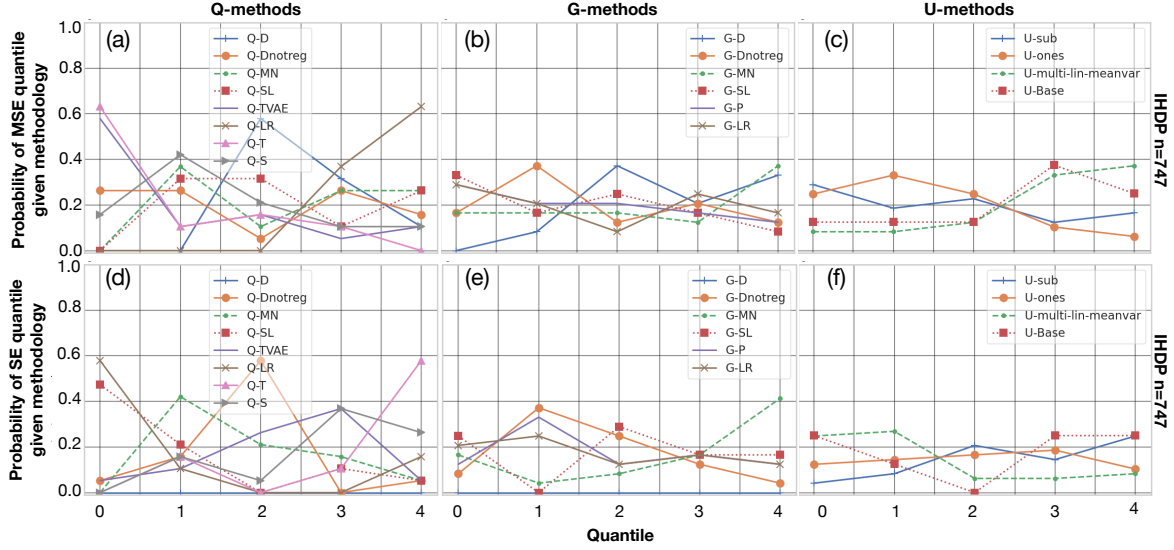 Q-methods
G-methods
U-methods
Probability of MSE quantile
given methodology
1.0
0.8
0.6
0.4
0.2
0.0
(a)
Q-D
Q-Dnotreg
Q-MN
Q-SL
Q-TVAE
Q-LR
Q-T
Q-S
(b)
G-D
G-Dnotreg
G-MN
G-SL
G-P
G-LR
(c)
U-sub
U-ones
U-multi-lin-meanvar
U-Base
IHDP n=747
Probability of SE quantile
given methodology
1.0
0.8
0.6
0.4
0.2
0.0
(d)
Q-D
Q-Dnotreg
Q-MN
Q-SL
Q-TVAE
Q-LR
Q-T
Q-S
(e)
G-D
G-Dnotreg
G-MN
G-SL
G-P
G-LR
(f)
U-sub
U-ones
U-multi-lin-meanvar
U-Base
IHDP n=747
0 1 2 3 4
0 1 2 3 4
0 1 2 3 4
Quantile